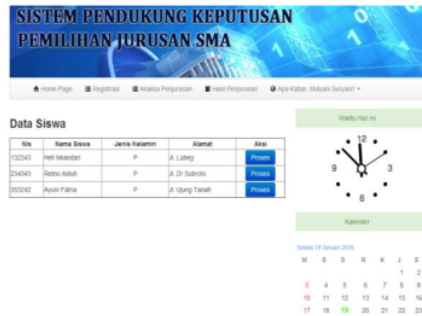 SISTEM PENDUKUNG KEPUTUSAN
PEMILIHAN JURUSAN SMA
Home Page Registrasi Analisa Penjurusan Hasil Penjurusan Apa Kabar, Mulyani Suryani!
Data Siswa
Nis Nama Siswa Jenis Kelamin Alamat Aksi
132343 Heti Iskandari P Jl. Lubeg Proses
234343 Retno Astuti P Jl. Dr Subroto Proses
353242 Ayuni Fatria P Jl. Ujung Tanah Proses
Waktu Hari ini
12
9 3
6
Kalender
Selasa 19 Januari 2016
M S S R K J S
1 2
3 4 5 6 7 8 9
10 11 12 13 14 15 16
17 18 19 20 21 22 23